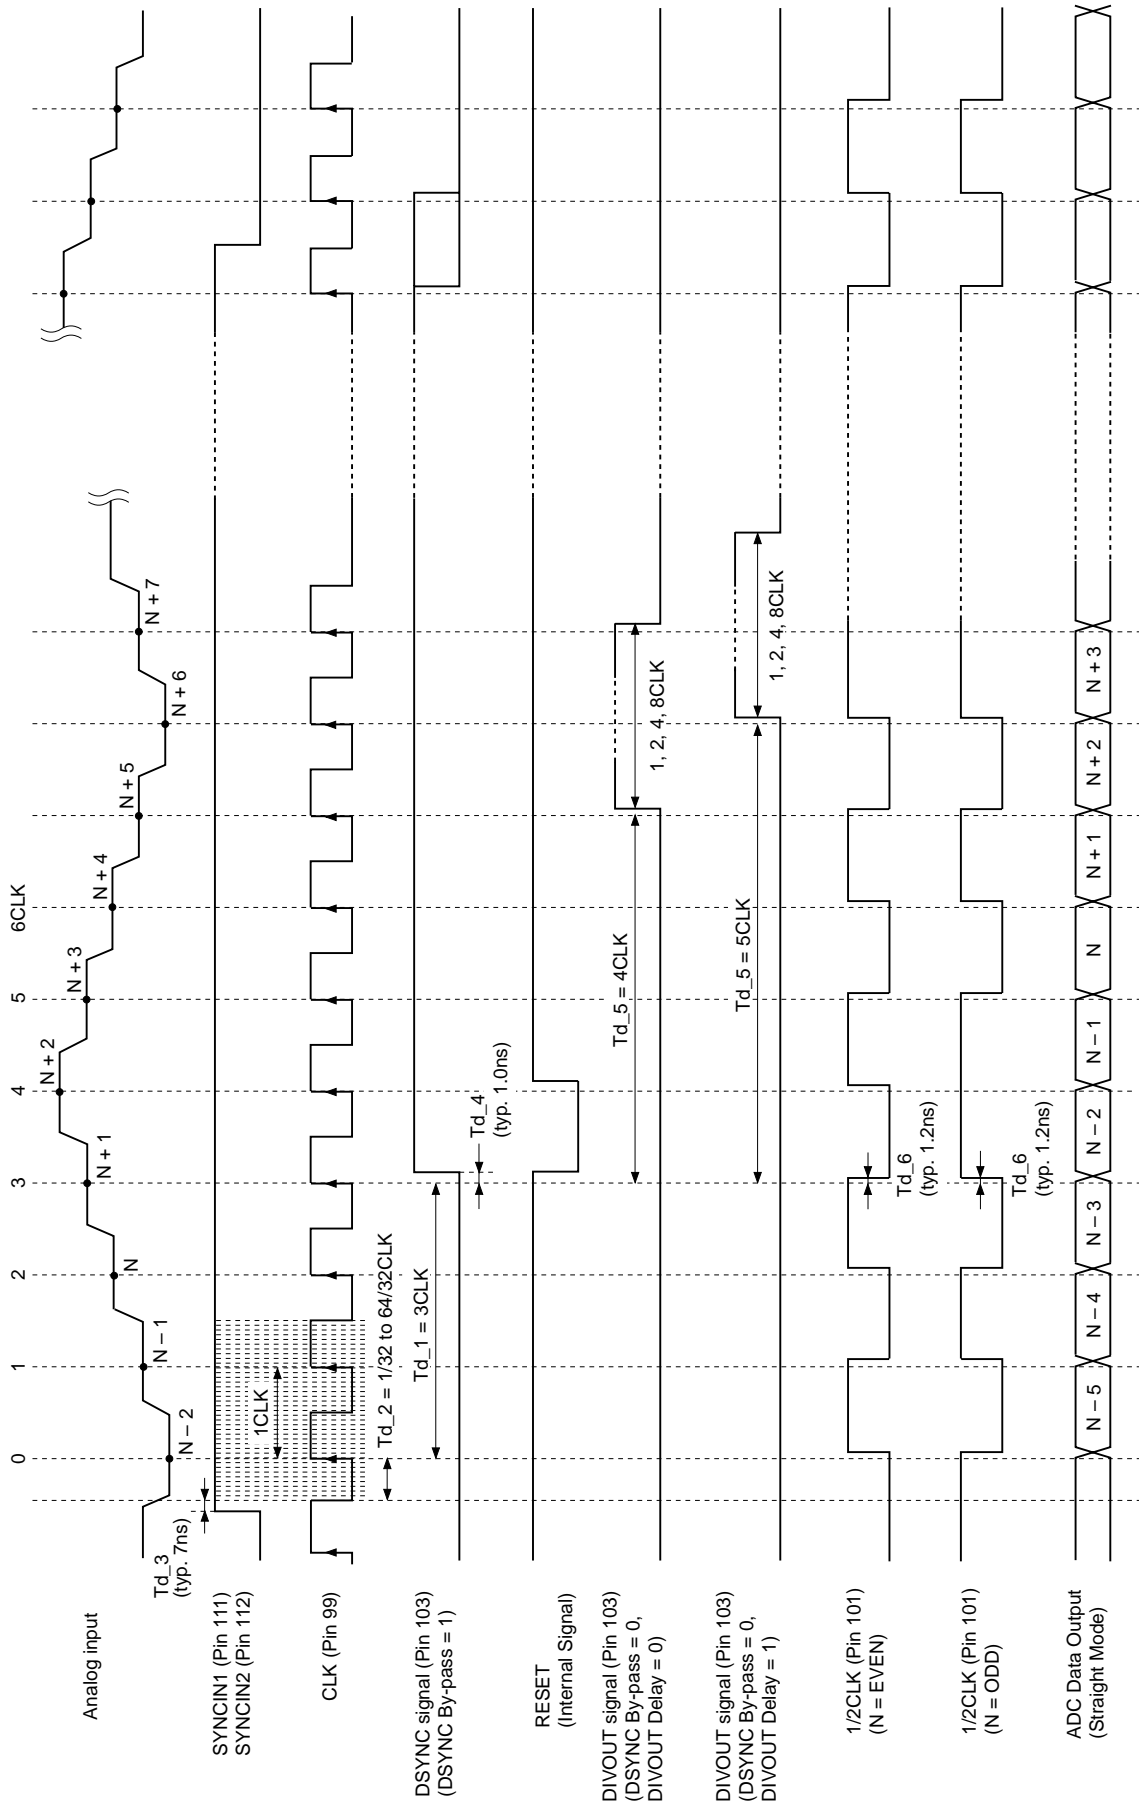 0
1
2
3
4
5
6CLK
Analog input
N – 2
N – 1
N
N + 1
N + 2
N + 3
N + 4
N + 5
N + 6
N + 7
Td_3
(typ. 7ns)
SYNCIN1 (Pin 111)
SYNCIN2 (Pin 112)
1CLK
CLK (Pin 99)
Td_2 = 1/32 to 64/32CLK
Td_1 = 3CLK
DSYNC signal (Pin 103)
(DSYNC By-pass = 1)
Td_4
(typ. 1.0ns)
RESET
(Internal Signal)
DIVOUT signal (Pin 103)
(DSYNC By-pass = 0,
DIVOUT Delay = 0)
Td_5 = 4CLK
1, 2, 4, 8CLK
DIVOUT signal (Pin 103)
(DSYNC By-pass = 0,
DIVOUT Delay = 1)
Td_5 = 5CLK
1, 2, 4, 8CLK
1/2CLK (Pin 101)
(N = EVEN)
Td_6
(typ. 1.2ns)
1/2CLK (Pin 101)
(N = ODD)
Td_6
(typ. 1.2ns)
ADC Data Output
(Straight Mode)
N – 5
N – 4
N – 3
N – 2
N – 1
N
N + 1
N + 2
N + 3